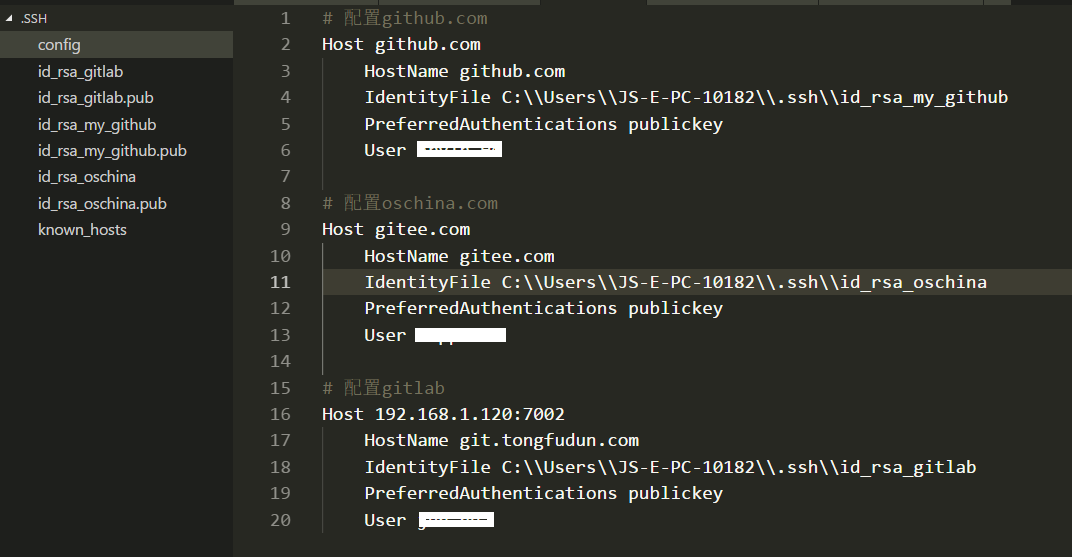 .SSH
config
id_rsa_gitlab
id_rsa_gitlab.pub
id_rsa_my_github
id_rsa_my_github.pub
id_rsa_oschina
id_rsa_oschina.pub
known_hosts
1 # 配置github.com
2 Host github.com
3 HostName github.com
4 IdentityFile C:\\Users\\JS-E-PC-10182\\.ssh\\id_rsa_my_github
5 PreferredAuthentications publickey
6 User
7
8 # 配置oschina.com
9 Host gitee.com
10 HostName gitee.com
11 IdentityFile C:\\Users\\JS-E-PC-10182\\.ssh\\id_rsa_oschina
12 PreferredAuthentications publickey
13 User
14
15 # 配置gitlab
16 Host 192.168.1.120:7002
17 HostName git.tongfudun.com
18 IdentityFile C:\\Users\\JS-E-PC-10182\\.ssh\\id_rsa_gitlab
19 PreferredAuthentications publickey
20 User